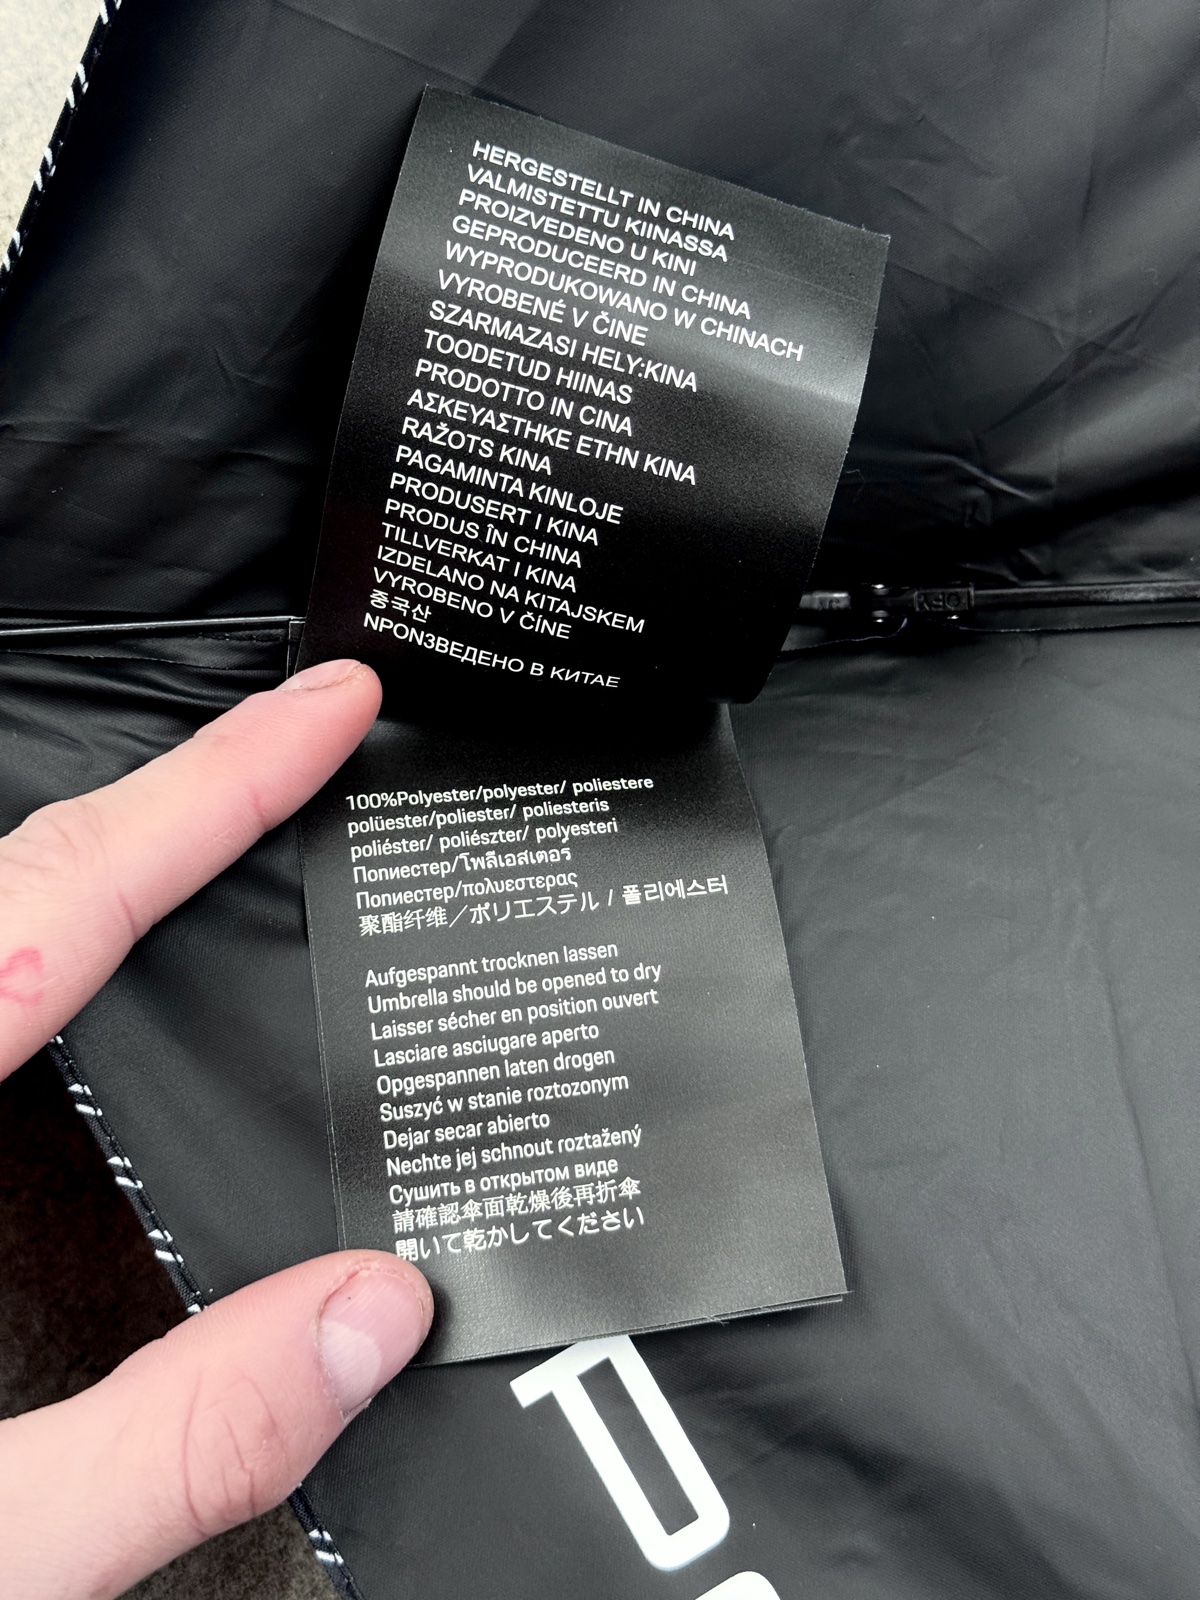 HERGESTELLT IN CHINA
VALMISTETTU KIINASSA
PROIZVEDENO U KINI
GEPRODUCEERD IN CHINA
WYPRODUKOWANO W CHINACH
VYROBENÉ V ČINE
SZARMAZASI HELY:KINA
TOODETUD HIINAS
PRODOTTO IN CINA
AΣKEYAΣTHKE ETHN KINA
RAŽOTS KINA
PAGAMINTA KINLOJE
PRODUSERT I KINA
PRODUS ÎN CHINA
TILLVERKAT I KINA
IZDELANO NA KITAJSKEM
VYROBENO V ČÍNE
중국산
NPON3ВЕДЕНО В КИТАЕ
100%Polyester/polyester/ poliestere
polüester/poliester/ poliesteris
poliéster/ poliészter/ polyesteri
Полиестер/โพลีเอสเตอร์
Полиестер/πολυεστερας
聚酯纤维／ポリエステル / 폴리에스터
Aufgespannt trocknen lassen
Umbrella should be opened to dry
Laisser sécher en position ouvert
Lasciare asciugare aperto
Opgespannen laten drogen
Suszyć w stanie roztozonym
Dejar secar abierto
Nechte jej schnout roztažený
Сушить в открытом виде
請確認傘面乾燥後再折傘
開いて乾かしてください